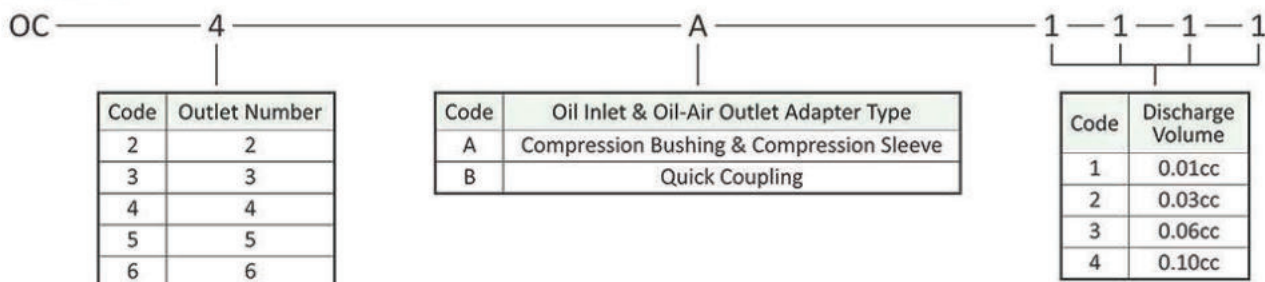 OC 4 A 1 1 1 1
Code Outlet Number
2 2
3 3
4 4
5 5
6 6
Code Oil Inlet & Oil-Air Outlet Adapter Type
A Compression Bushing & Compression Sleeve
B Quick Coupling
Code Discharge Volume
1 0.01cc
2 0.03cc
3 0.06cc
4 0.10cc